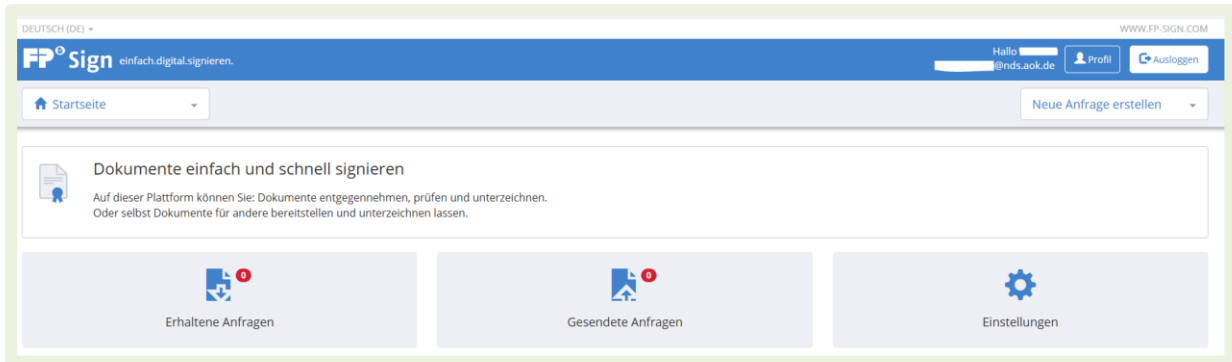 DEUTSCH (DE)
WWW.FP-SIGN.COM
FP Sign einfach.digital.signieren.
Hallo
@nds.aok.de
Profil
Ausloggen
Startseite
Neue Anfrage erstellen
Dokumente einfach und schnell signieren
Auf dieser Plattform können Sie: Dokumente entgegennehmen, prüfen und unterzeichnen.
Oder selbst Dokumente für andere bereitstellen und unterzeichnen lassen.
0
0
Erhaltene Anfragen
Gesendete Anfragen
Einstellungen